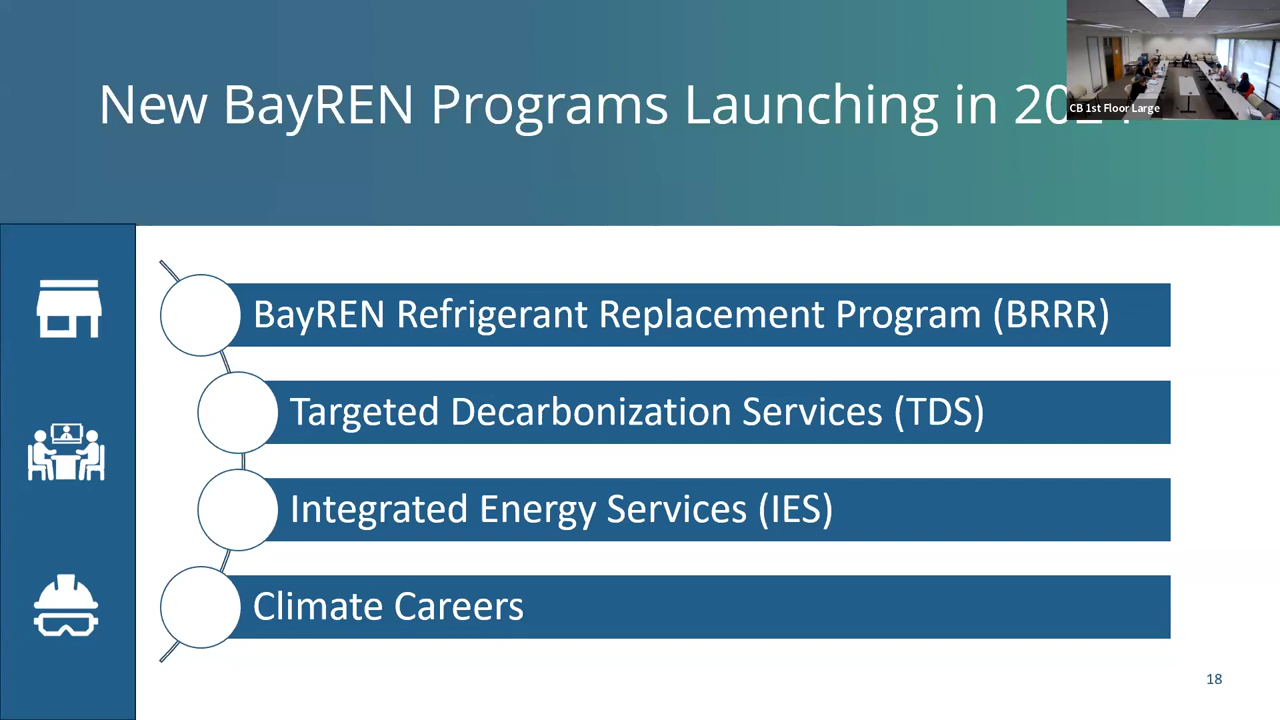 New BayREN Programs Launching in
CB 1st Floor Large
BayREN Refrigerant Replacement Program (BRRR)
Targeted Decarbonization Services (TDS)
Integrated Energy Services (IES)
Climate Careers
18